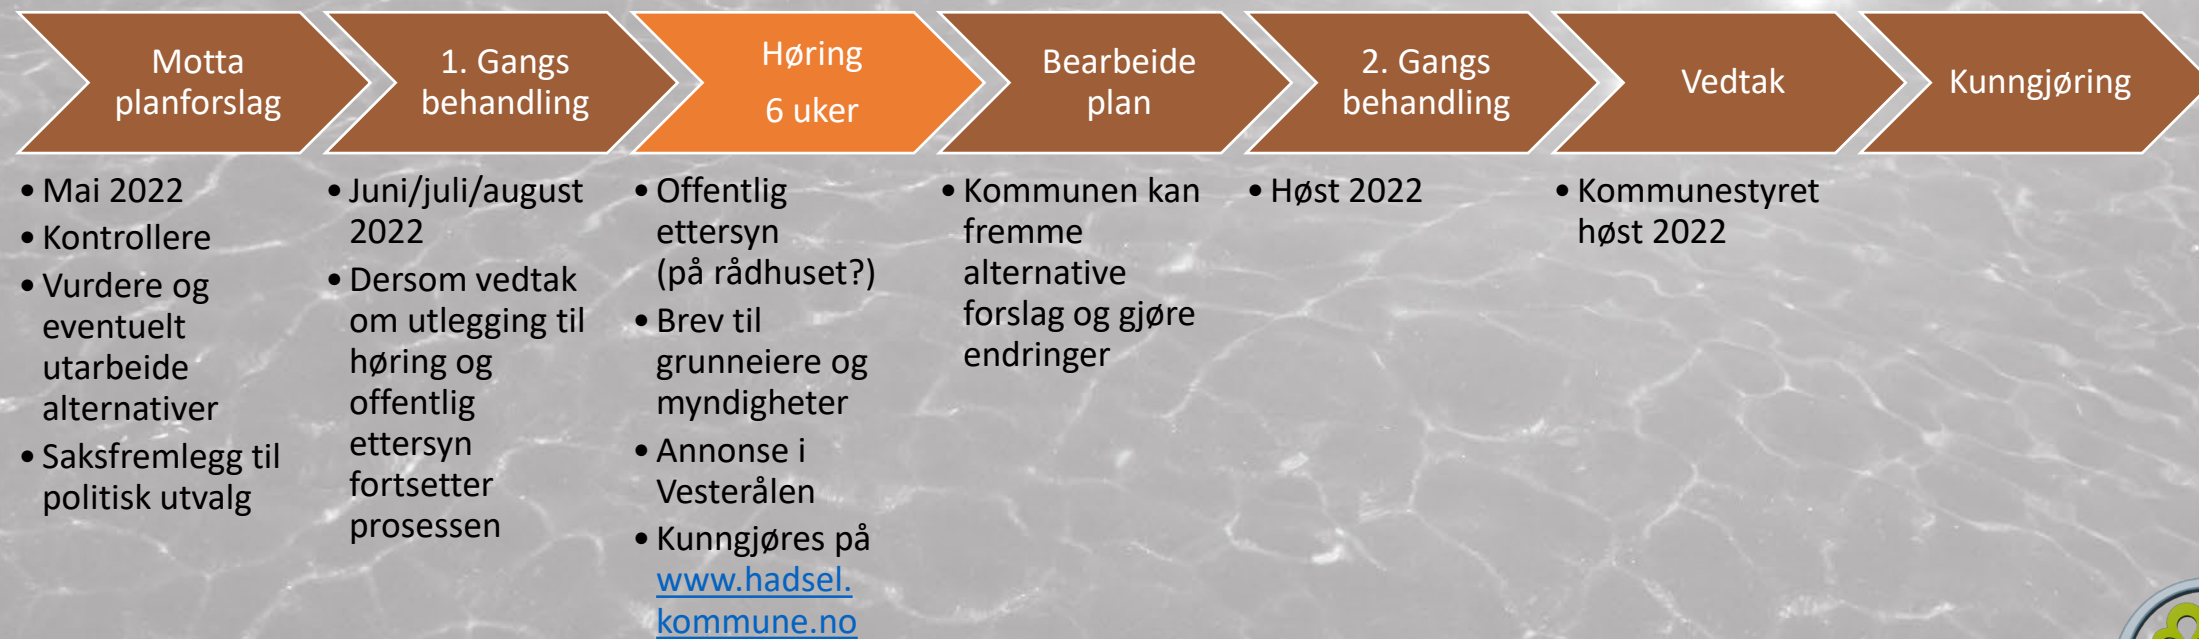 Motta
planforslag
1. Gangs
behandling
Høring
6 uker
Bearbeide
plan
2. Gangs
behandling
Vedtak
Kunngjøring
• Mai 2022
• Kontrollere
• Vurdere og
eventuelt
utarbeide
alternativer
• Saksfremlegg til
politisk utvalg
• Juni/juli/august
2022
• Dersom vedtak
om utlegging til
høring og
offentlig
ettersyn
fortsetter
prosessen
• Offentlig
ettersyn
(på rådhuset?)
• Brev til
grunneiere og
myndigheter
• Annonse i
Vesterålen
• Kunngjøres på
www.hadsel.
kommune.no
• Kommunen kan
fremme
alternative
forslag og gjøre
endringer
• Høst 2022
• Kommunestyret
høst 2022